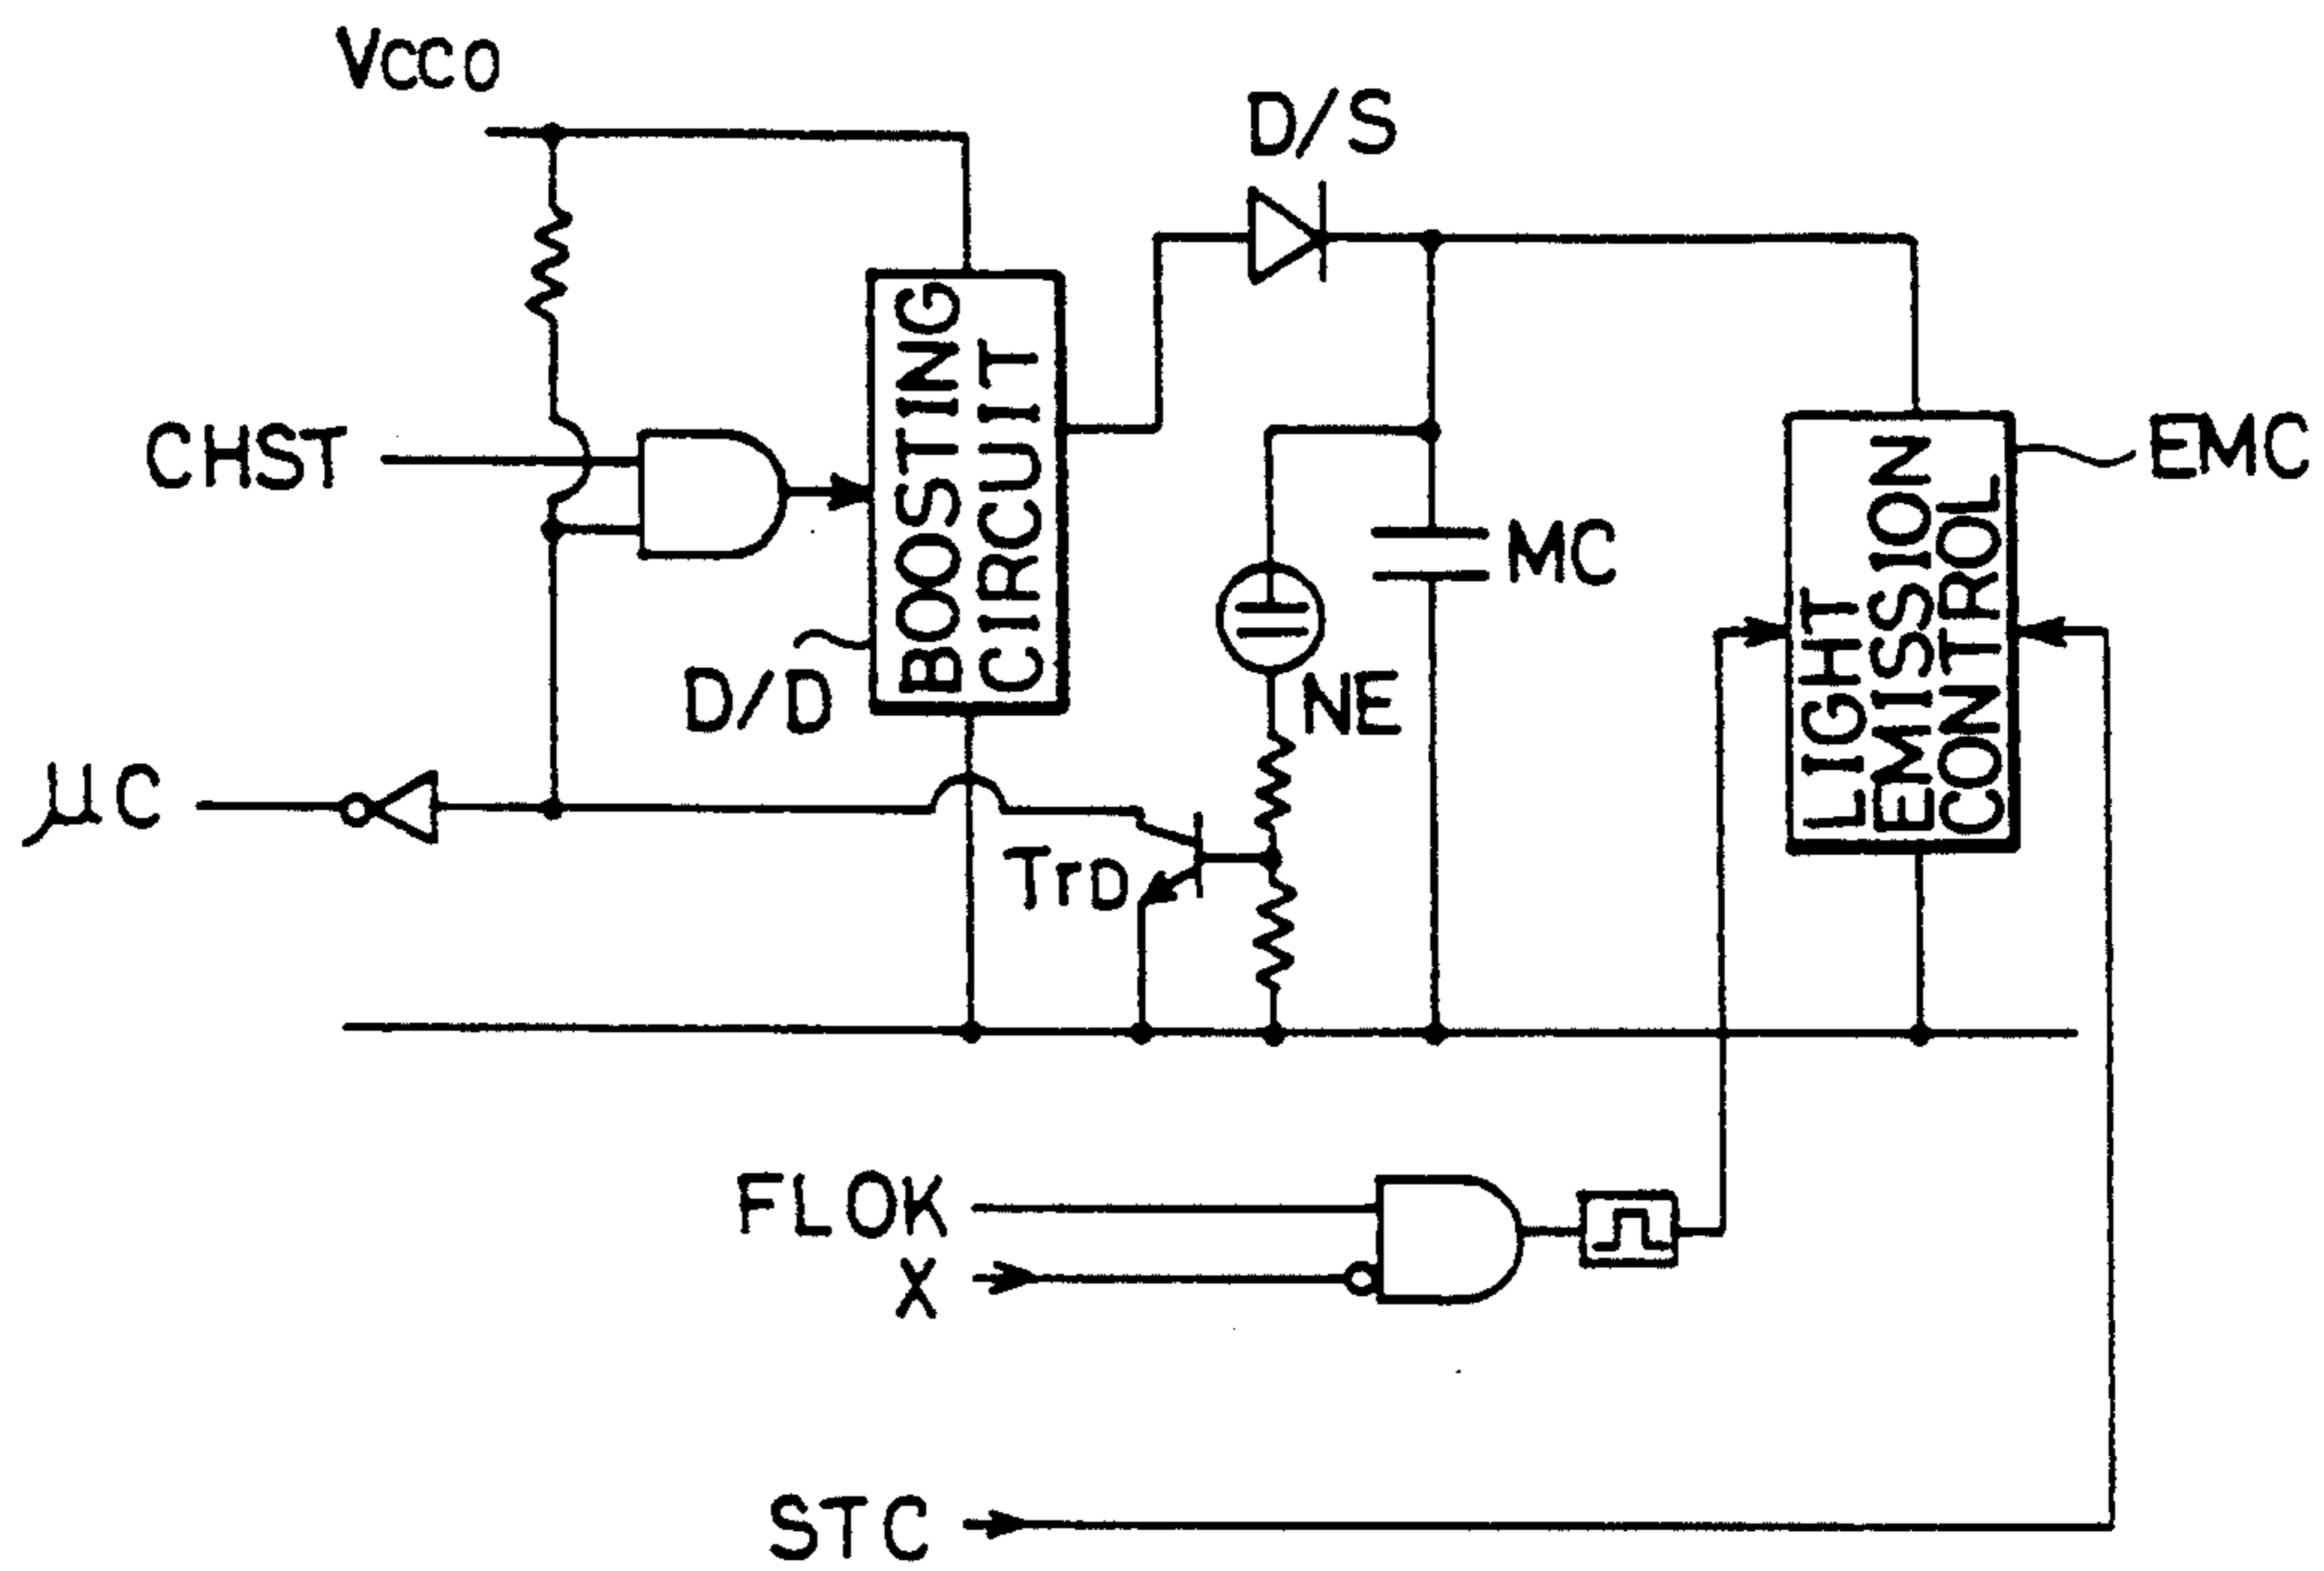 Vcco
D/S
CHST
BOOSTING
CIRCUIT
EMC
MC
LIGHT
EMISSION
CONTROL
D/D
NE
μC
TrD
FLOK
X
STC